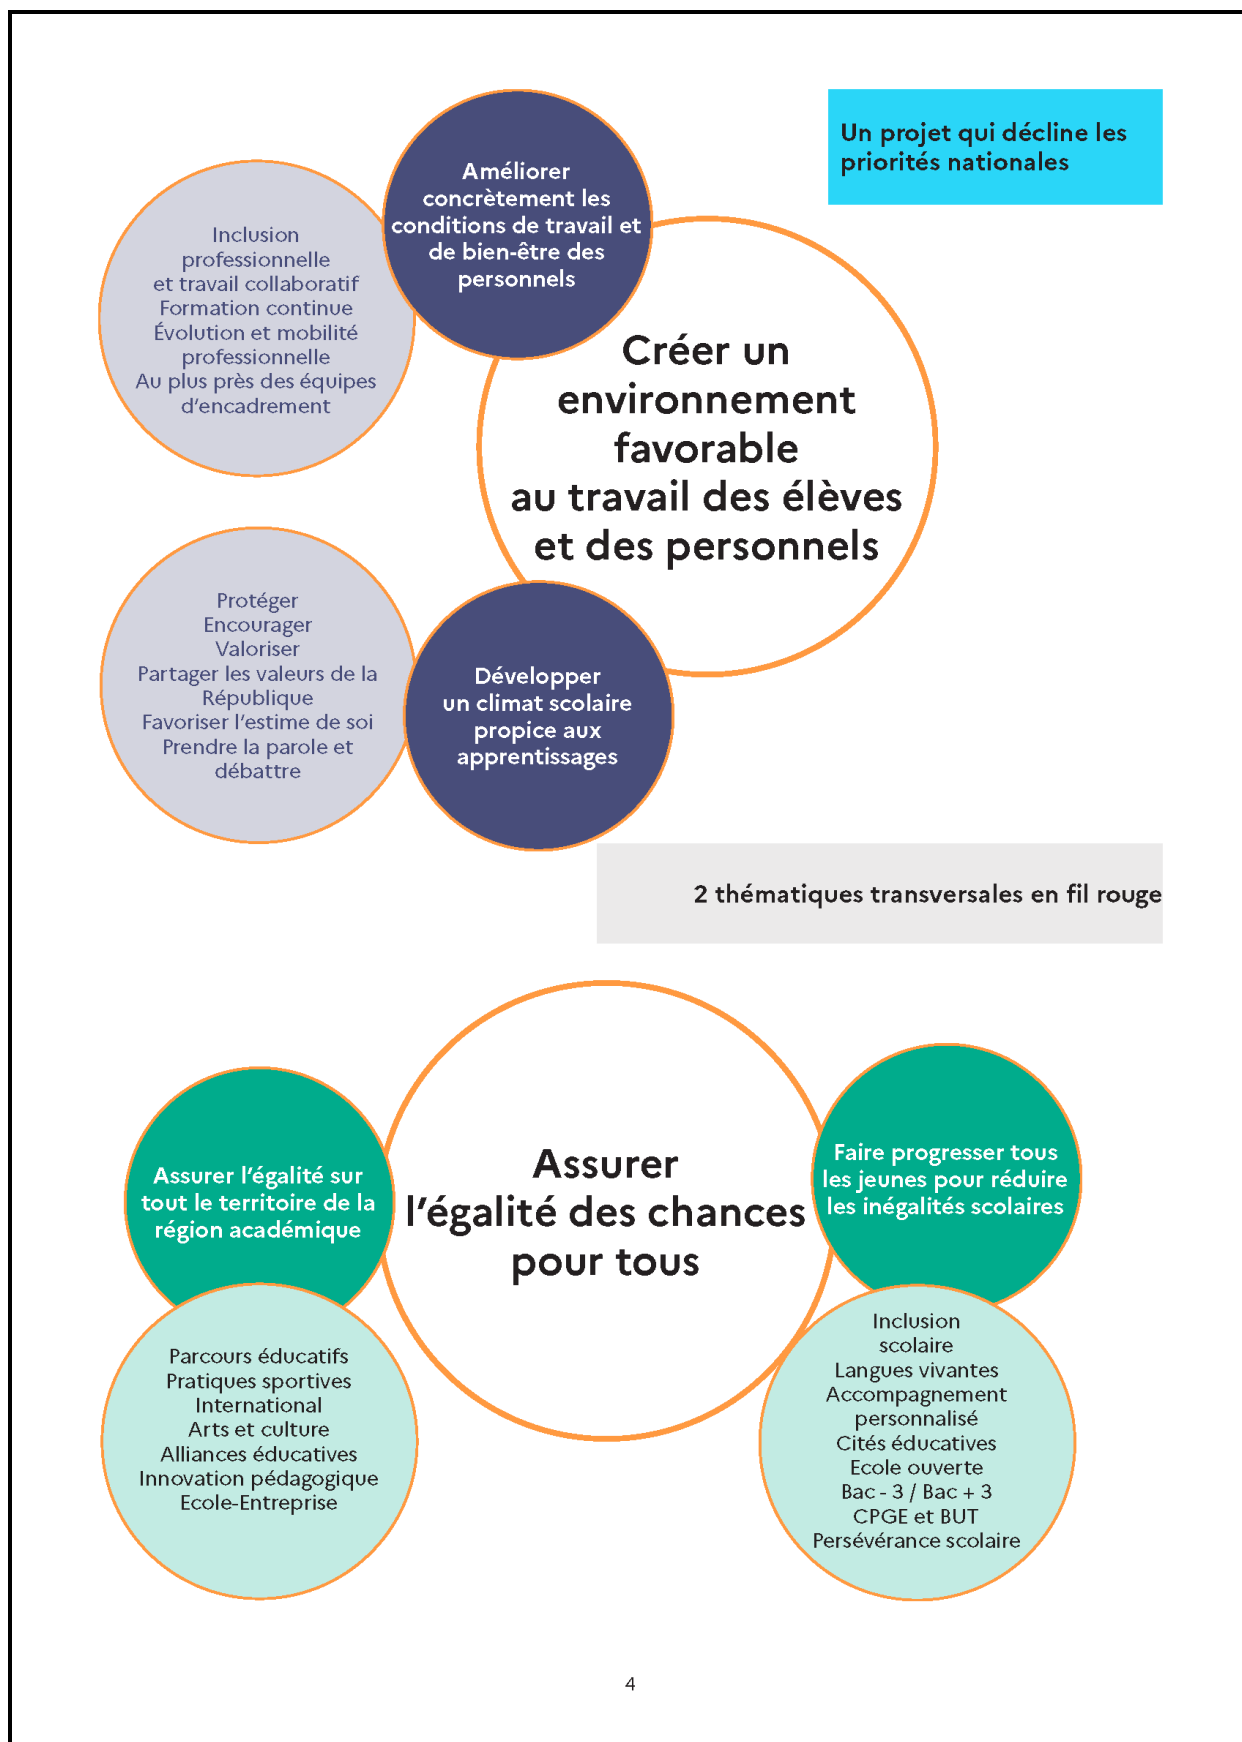 Un projet qui décline les
priorités nationales
Améliorer
concrètement les
conditions de travail et
de bien-être des
personnels
Inclusion
professionnelle
et travail collaboratif
Formation continue
Évolution et mobilité
professionnelle
Au plus près des équipes
d'encadrement
Créer un
environnement
favorable
au travail des élèves
et des personnels
Protéger
Encourager
Valoriser
Partager les valeurs de la
République
Favoriser l'estime de soi
Prendre la parole et
débattre
Développer
un climat scolaire
propice aux
apprentissages
2 thématiques transversales en fil rouge
Assurer l'égalité sur
tout le territoire de la
région académique
Assurer
l'égalité des chances
pour tous
Faire progresser tous
les jeunes pour réduire
les inégalités scolaires
Parcours éducatifs
Pratiques sportives
International
Arts et culture
Alliances éducatives
Innovation pédagogique
Ecole-Entreprise
Inclusion
scolaire
Langues vivantes
Accompagnement
personnalisé
Cités éducatives
Ecole ouverte
Bac - 3 / Bac + 3
CPGE et BUT
Persévérance scolaire
4